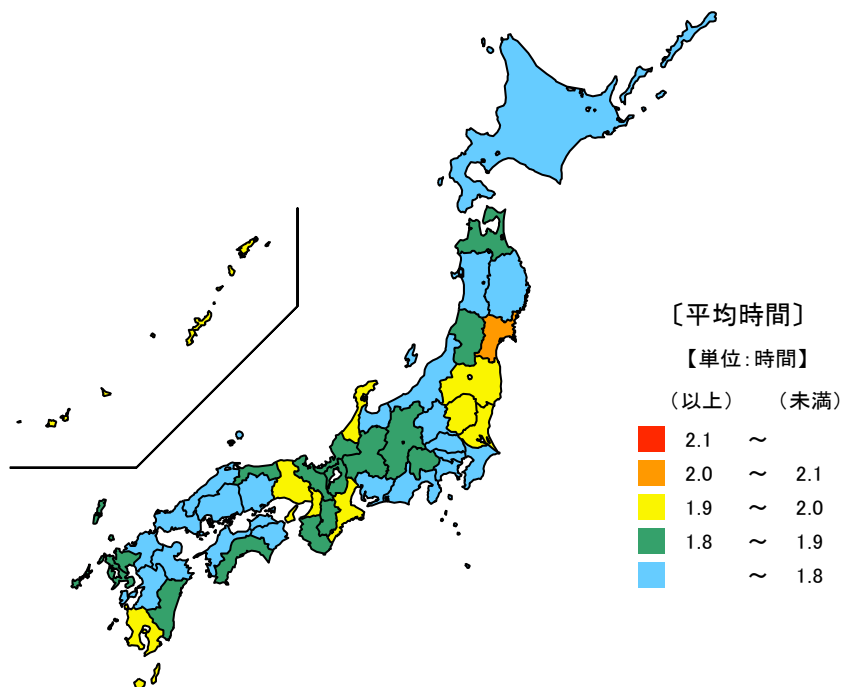 〔平均時間〕
【単位：時間】
（以上） （未満）
2.1 ～
2.0 ～ 2.1
1.9 ～ 2.0
1.8 ～ 1.9
～ 1.8